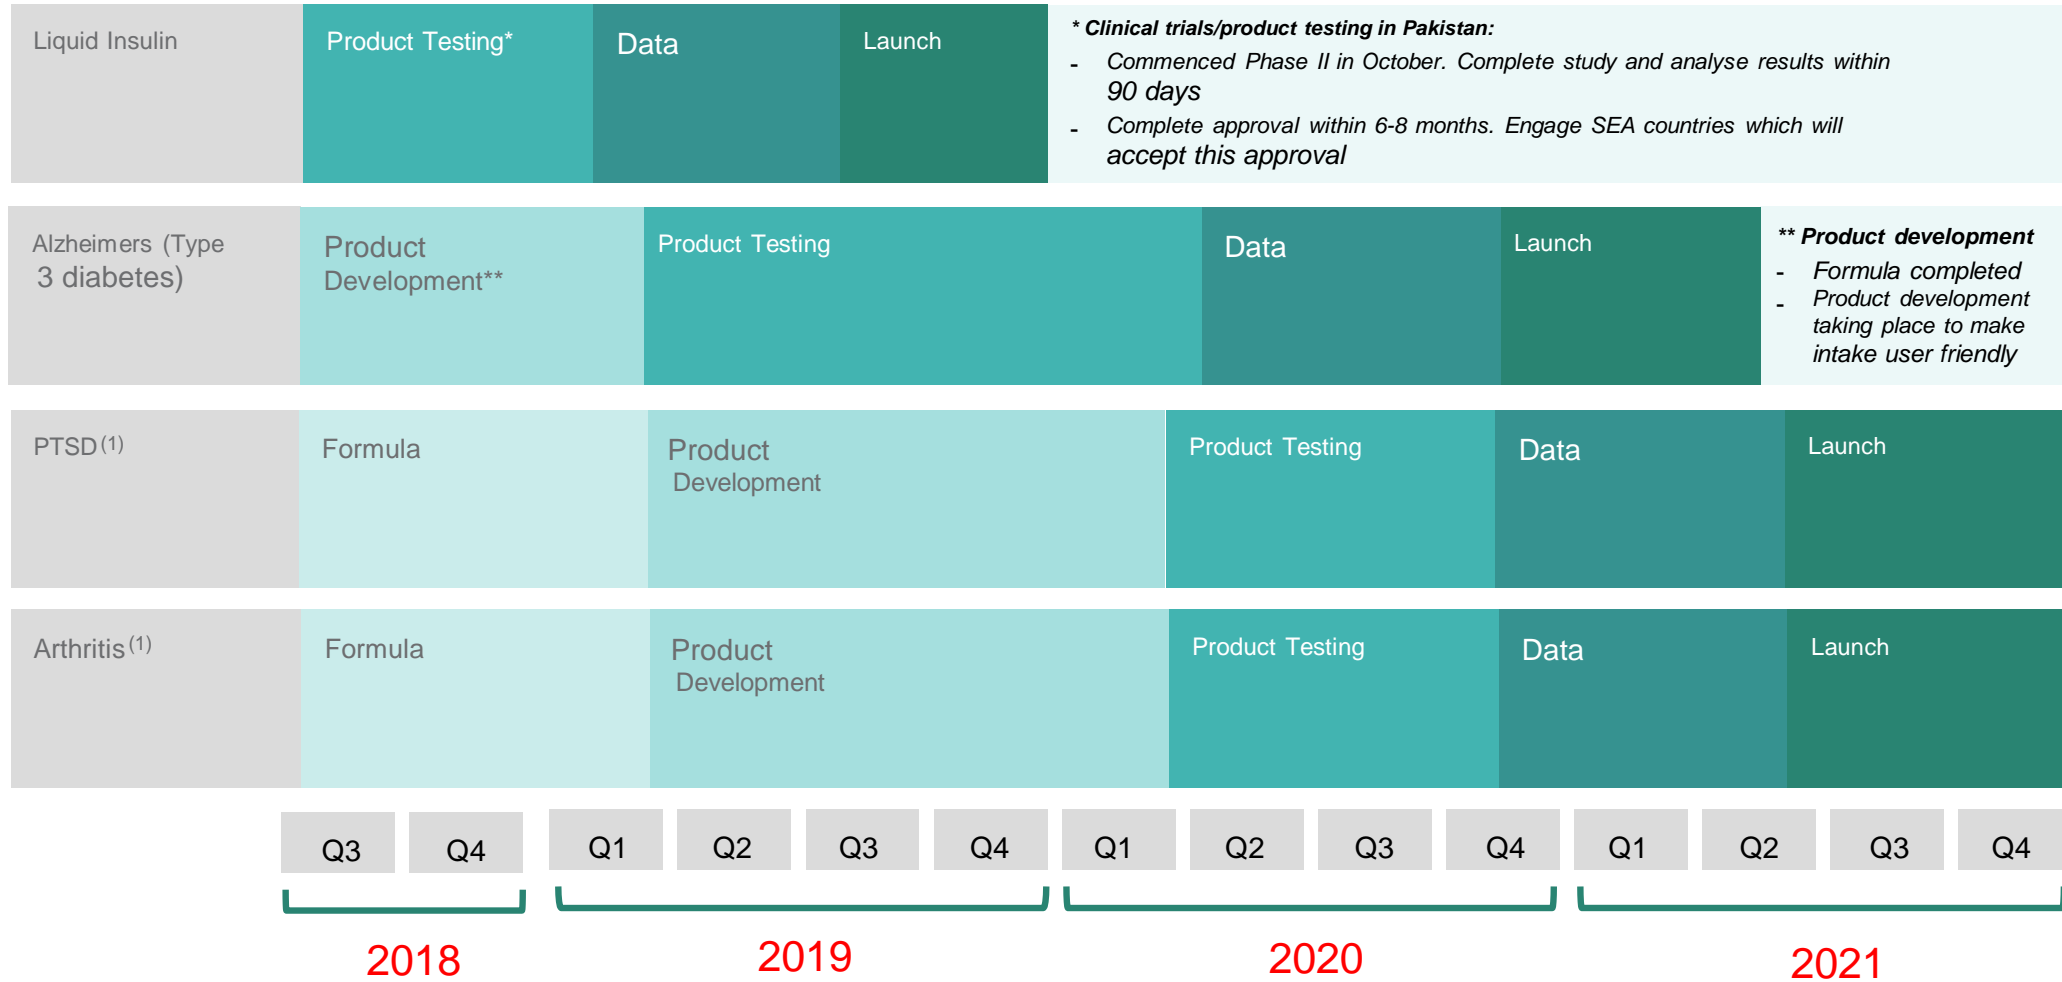 Liquid Insulin
Product Testing*
Data
Launch
* Clinical trials/product testing in Pakistan:
- Commenced Phase II in October. Complete study and analyse results within
90 days
- Complete approval within 6-8 months. Engage SEA countries which will
accept this approval
Alzheimers (Type
3 diabetes)
Product
Development**
Product Testing
Data
Launch
** Product development
- Formula completed
- Product development
taking place to make
intake user friendly
PTSD (1)
Formula
Product
Development
Product Testing
Data
Launch
Arthritis (1)
Formula
Product
Development
Product Testing
Data
Launch
Q3 Q4 Q1 Q2 Q3 Q4 Q1 Q2 Q3 Q4 Q1 Q2 Q3 Q4
2018 2019 2020 2021